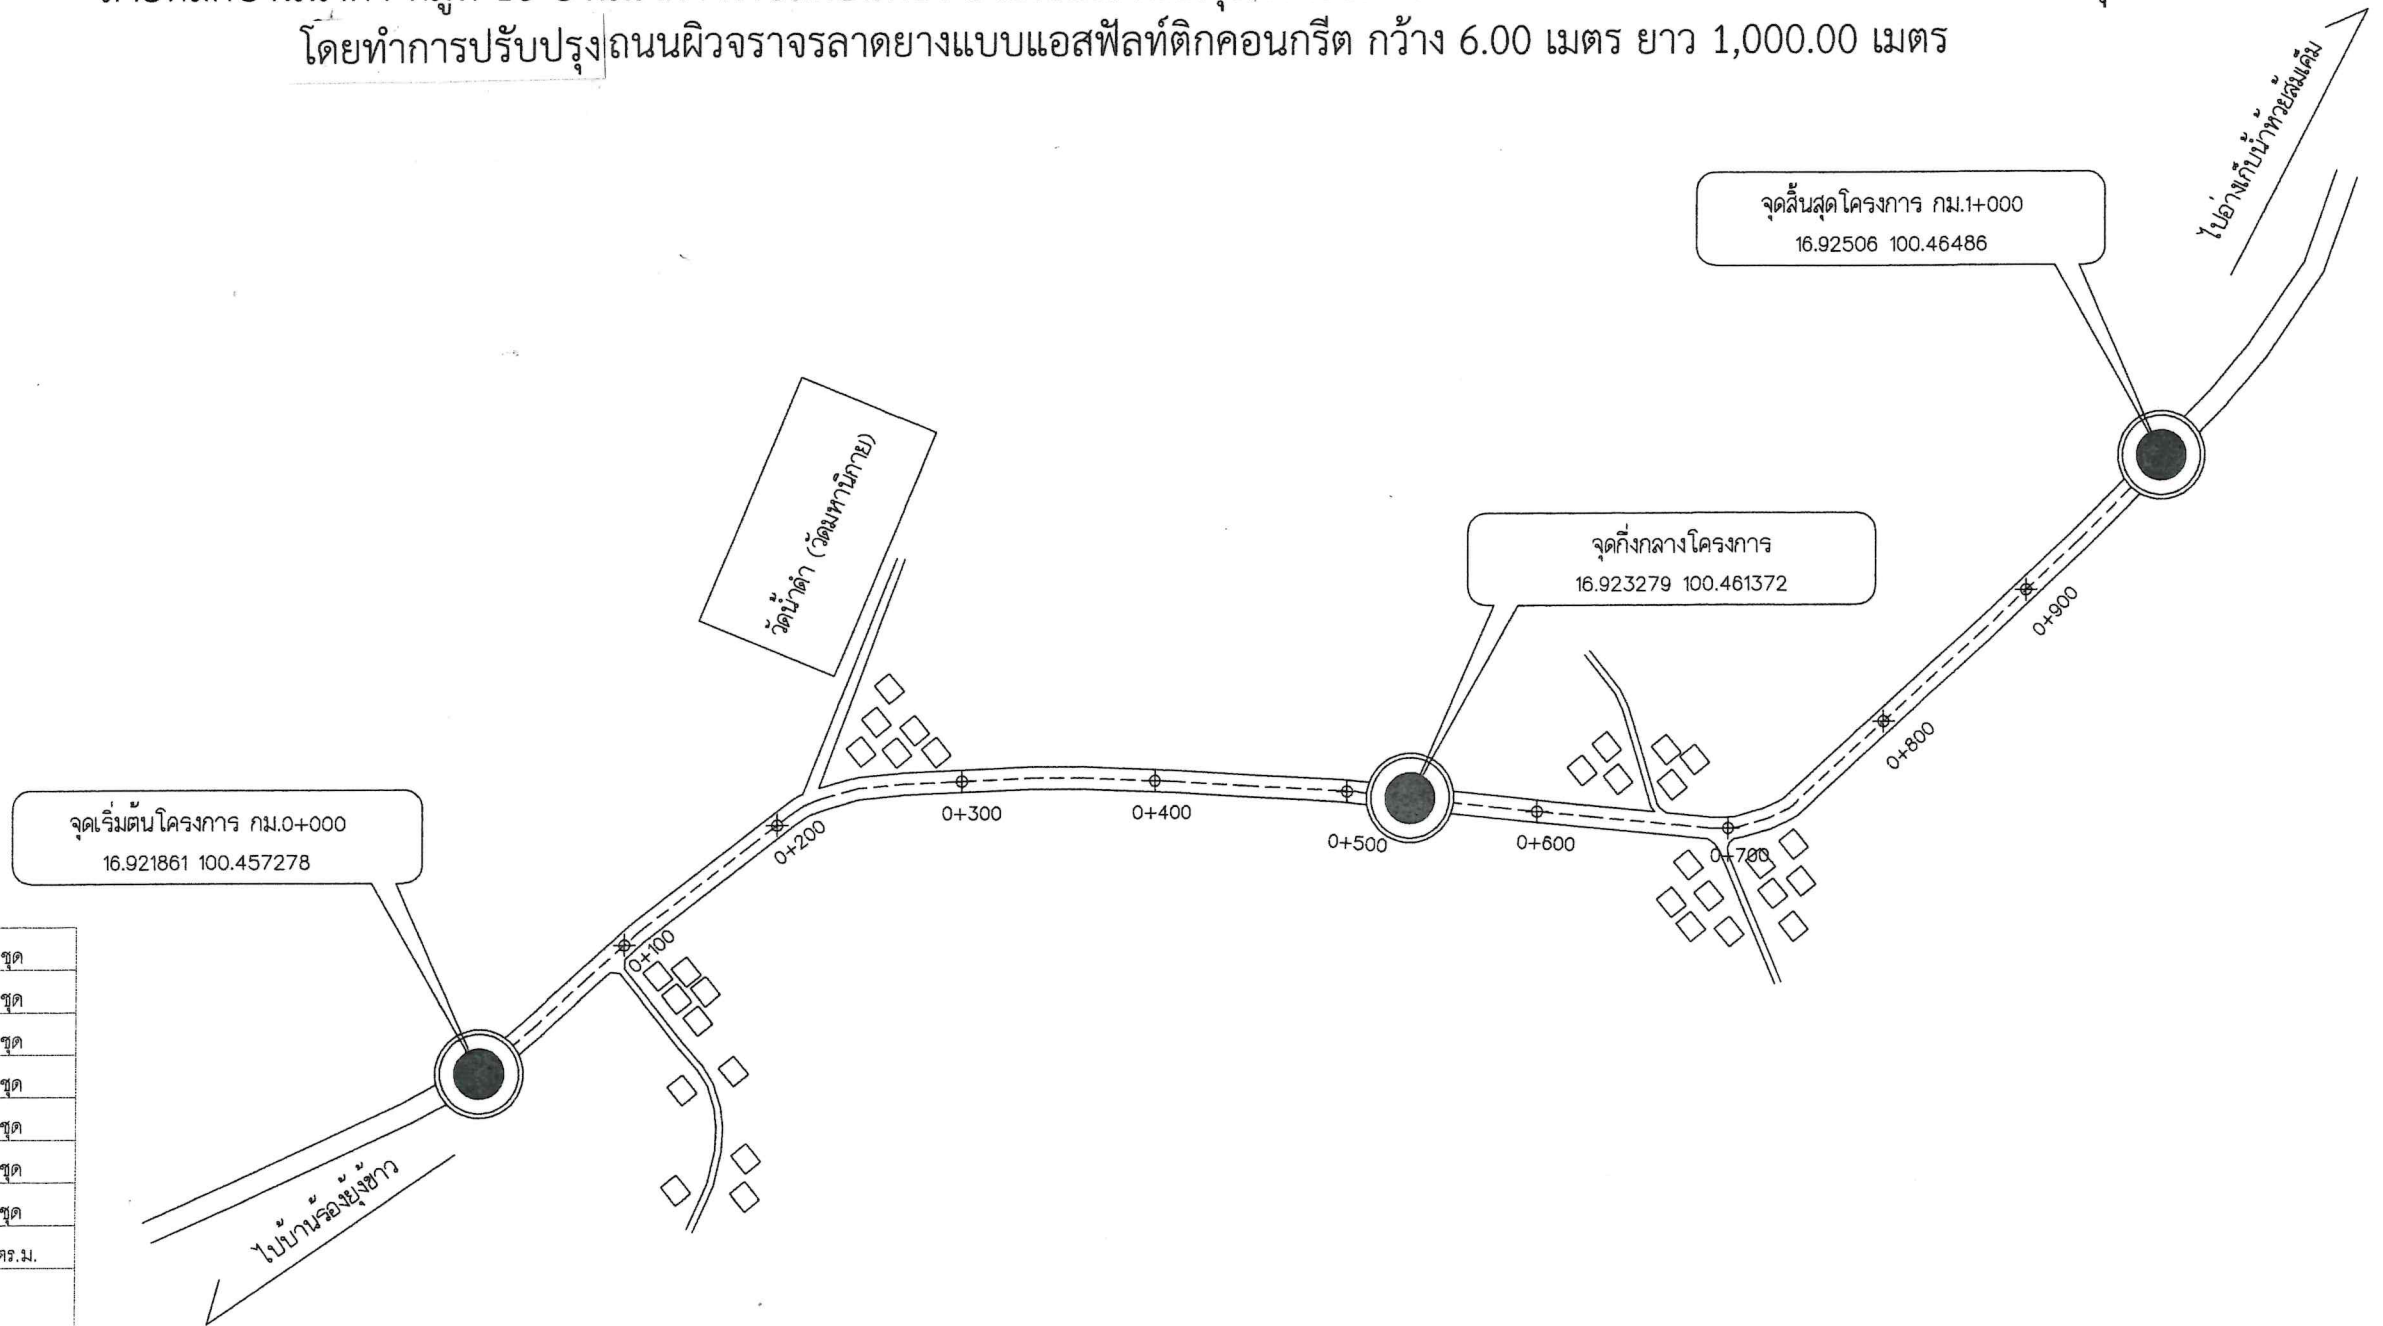 โดยทำการปรับปรุงถนนผิวจราจรลาดยางแบบแอสฟัลท์ติกคอนกรีต กว้าง 6.00 เมตร ยาว 1,000.00 เมตร
ไปอ่างเก็บน้ำห้วยส้มเค็ม
จุดสิ้นสุดโครงการ กม.1+000
16.92506 100.46486
วัดน้ำดำ (วัดมหานิกาย)
จุดกึ่งกลางโครงการ
16.923279 100.461372
0+900
0+800
0+300
0+400
0+500
0+600
0+700
0+200
0+100
จุดเริ่มต้นโครงการ กม.0+000
16.921861 100.457278
ชุด
ชุด
ชุด
ชุด
ชุด
ชุด
ชุด
ตร.ม.
ไปบ้านร้องยุ้งข้าว